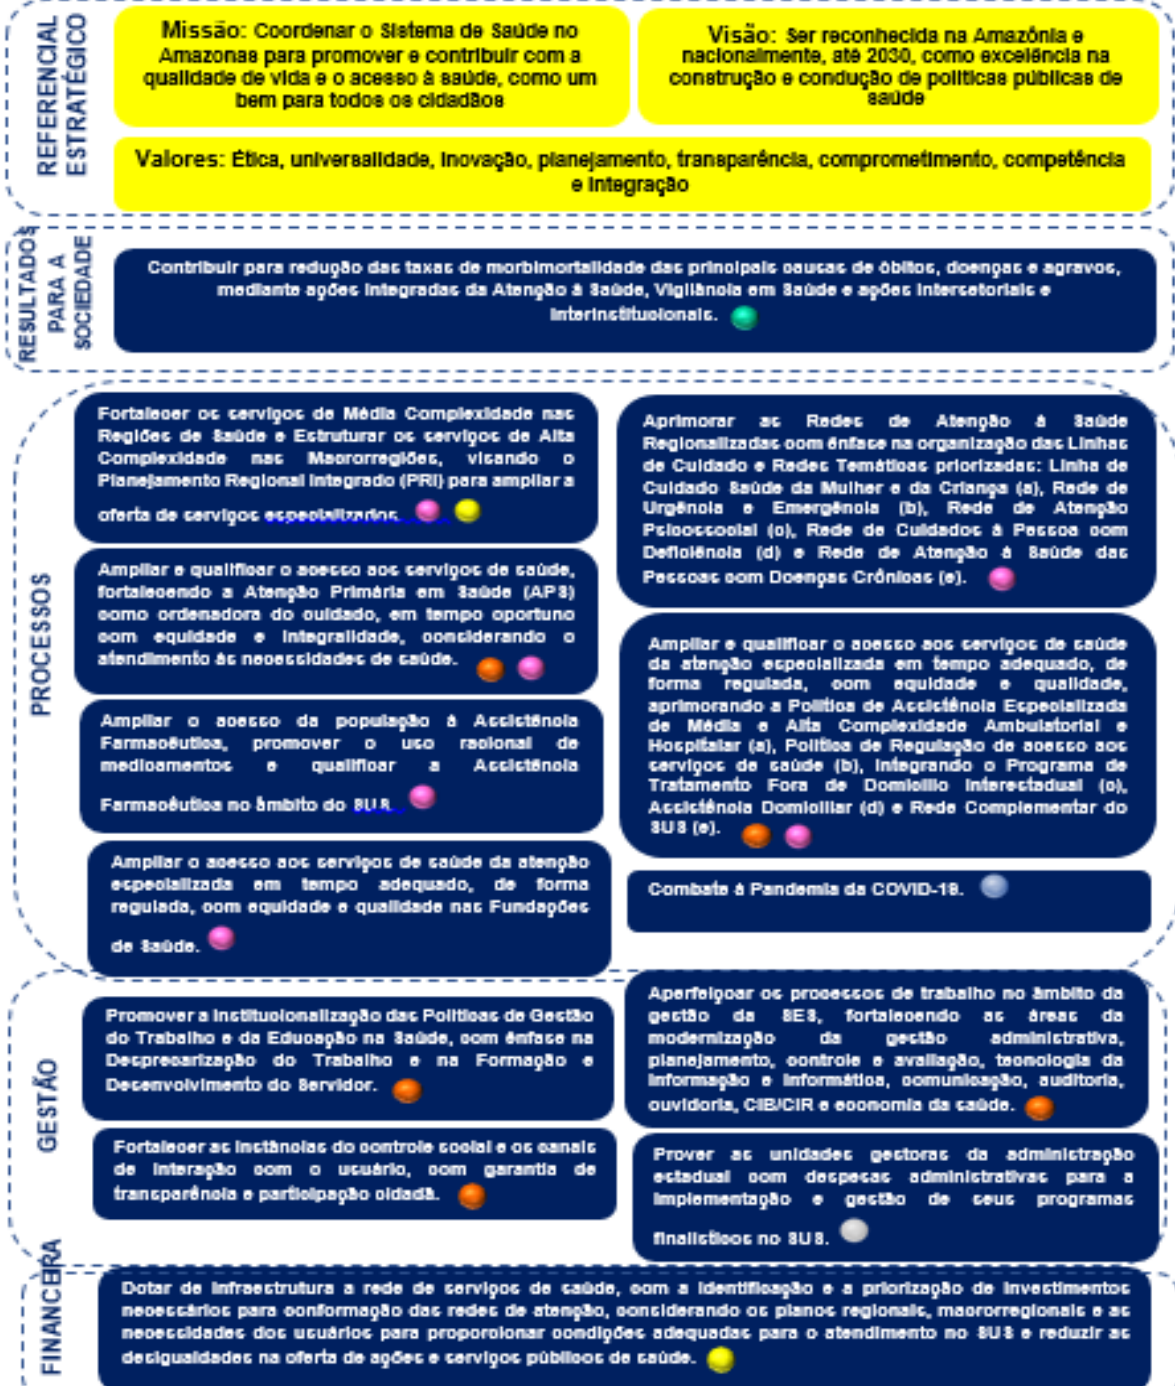 REFERENCIAL
ESTRATÉGICO
Missão: Coordenar o Sistema de Saúde no
Amazonas para promover e contribuir com a
qualidade de vida e o acesso à saúde, como um
bem para todos os cidadãos
Visão: Ser reconhecida na Amazônia e
nacionalmente, até 2030, como excelência na
construção e condução de políticas públicas de
saúde
Valores: Ética, universalidade, inovação, planejamento, transparência, comprometimento, competência
e integração
RESULTADOS
PARA A
SOCIEDADE
Contribuir para redução das taxas de morbimortalidade das principais causas de óbitos, doenças e agravos,
mediante ações integradas da Atenção à Saúde, Vigilância em Saúde e ações intersetoriais e
interinstitucionais.
PROCESSOS
Fortalecer os serviços de Média Complexidade nas
Regiões de Saúde e Estruturar os serviços de Alta
Complexidade nas Macrorregiões, visando o
Planejamento Regional Integrado (PRI) para ampliar a
oferta de serviços especializados.
Ampliar e qualificar o acesso aos serviços de saúde,
fortalecendo a Atenção Primária em Saúde (APS)
como ordenadora do cuidado, em tempo oportuno
com equidade e integralidade, considerando o
atendimento às necessidades de saúde.
Ampliar o acesso da população à Assistência
Farmacêutica, promover o uso racional de
medicamentos e qualificar a Assistência
Farmacêutica no âmbito do SUS.
Ampliar o acesso aos serviços de saúde da atenção
especializada em tempo adequado, de forma
regulada, com equidade e qualidade nas Fundações
de Saúde.
Aprimorar as Redes de Atenção à Saúde
Regionalizadas com ênfase na organização das Linhas
de Cuidado e Redes Temáticas priorizadas: Linha de
Cuidado Saúde da Mulher e da Criança (a), Rede de
Urgência e Emergência (b), Rede de Atenção
Psicossocial (c), Rede de Cuidados à Pessoa com
Deficiência (d) e Rede de Atenção à Saúde das
Pessoas com Doenças Crônicas (e).
Ampliar e qualificar o acesso aos serviços de saúde
da atenção especializada em tempo adequado, de
forma regulada, com equidade e qualidade,
aprimorando a Política de Assistência Especializada
de Média e Alta Complexidade Ambulatorial e
Hospitalar (a), Política de Regulação de acesso aos
serviços de saúde (b), Integrando o Programa de
Tratamento Fora de Domicílio Interestadual (c),
Assistência Domiciliar (d) e Rede Complementar do
SUS (e).
Combate à Pandemia da COVID-19.
GESTÃO
Promover a Institucionalização das Políticas de Gestão
do Trabalho e da Educação na Saúde, com ênfase na
Desprecarização do Trabalho e na Formação e
Desenvolvimento do Servidor.
Fortalecer as instâncias do controle social e os canais
de interação com o usuário, com garantia de
transparência e participação cidadã.
Aperfeiçoar os processos de trabalho no âmbito da
gestão da SES, fortalecendo as áreas da
modernização da gestão administrativa,
planejamento, controle e avaliação, tecnologia da
informação e informática, comunicação, auditoria,
ouvidoria, CIB/CIR e economia da saúde.
Prover as unidades gestoras da administração
estadual com despesas administrativas para a
implementação e gestão de seus programas
finalísticos no SUS.
FINANCEIRA
Dotar de infraestrutura a rede de serviços de saúde, com a identificação e a priorização de investimentos
necessários para conformação das redes de atenção, considerando os planos regionais, macrorregionais e as
necessidades dos usuários para proporcionar condições adequadas para o atendimento no SUS e reduzir as
desigualdades na oferta de ações e serviços públicos de saúde.